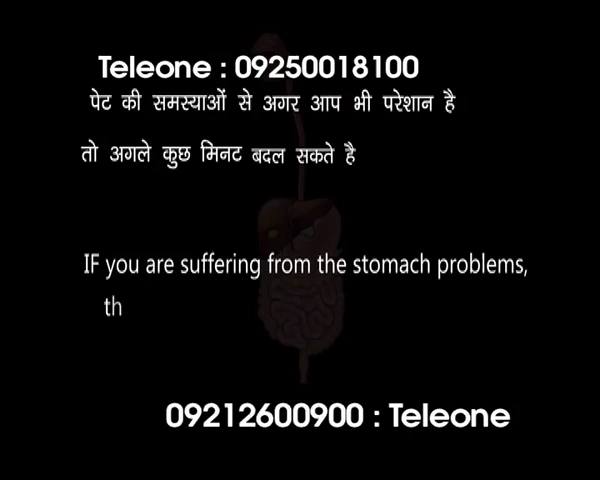 Teleone : 09250018100
पेट की समस्याओं से अगर आप भी परेशान है
तो अगले कुछ मिनट बदल सकते है
IF you are suffering from the stomach problems,
th
09212600900 : Teleone